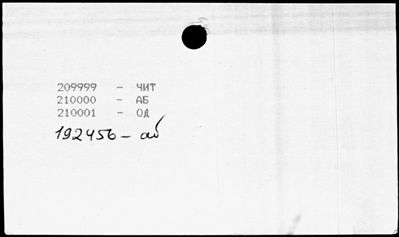 209999 - ЧИТ
210000 - АБ
210001 - ОД
192456 - аб